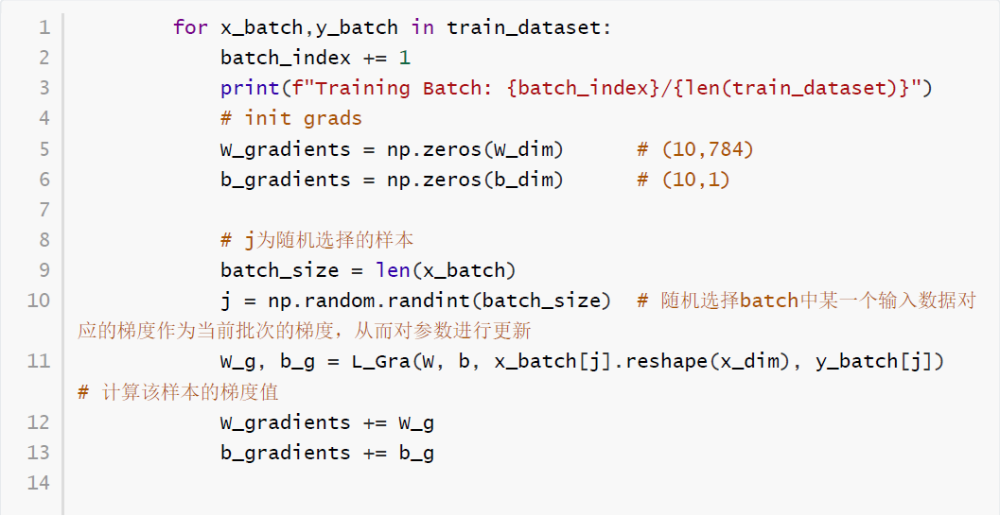 1 for x_batch,y_batch in train_dataset:
2 batch_index += 1
3 print(f"Training Batch: {batch_index}/{len(train_dataset)}")
4 # init grads
5 W_gradients = np.zeros(W_dim) # (10,784)
6 b_gradients = np.zeros(b_dim) # (10,1)
7
8 # j为随机选择的样本
9 batch_size = len(x_batch)
10 j = np.random.randint(batch_size) # 随机选择batch中某一个输入数据对
应的梯度作为当前批次的梯度，从而对参数进行更新
11 W_g, b_g = L_Gra(W, b, x_batch[j].reshape(x_dim), y_batch[j])
# 计算该样本的梯度值
12 W_gradients += W_g
13 b_gradients += b_g
14